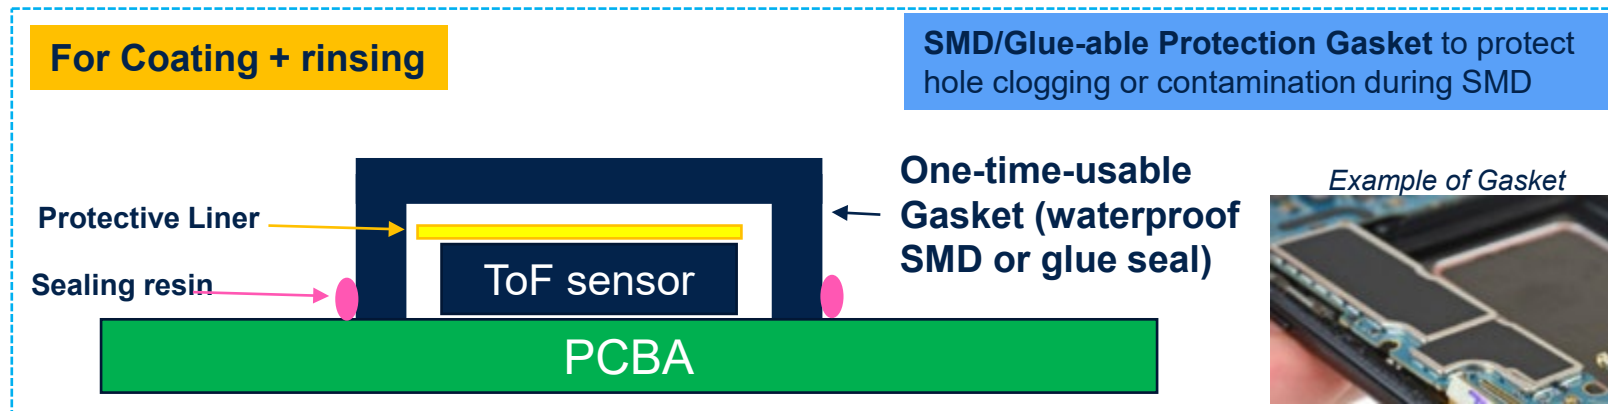 For Coating + rinsing
SMD/Glue-able Protection Gasket to protect
hole clogging or contamination during SMD
One-time-usable
Gasket (waterproof
SMD or glue seal)
Example of Gasket
Protective Liner
Sealing resin
ToF sensor
PCBA